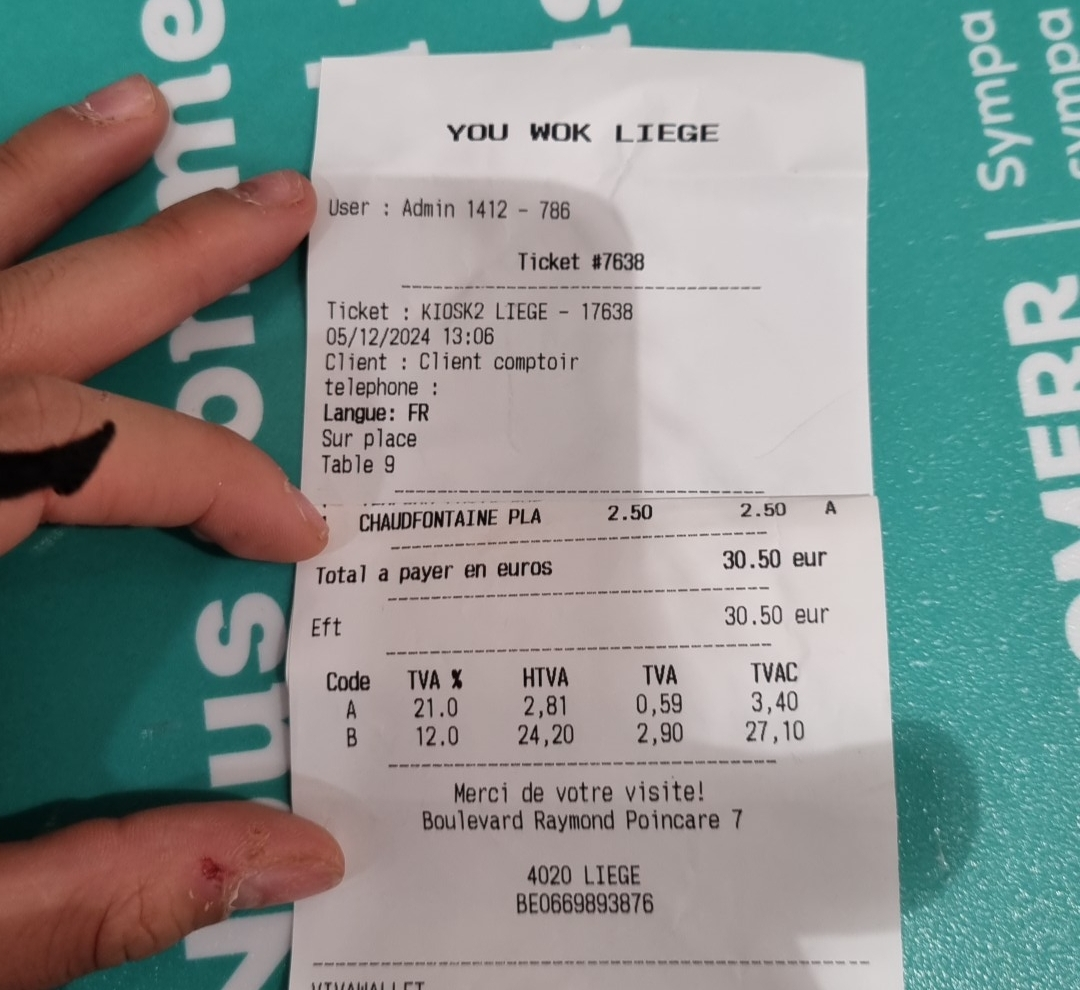 YOU WOK LIEGE
User : Admin 1412 - 786
Ticket #7638
Ticket : KIOSK2 LIEGE - 17638
05/12/2024 13:06
Client : Client comptoir
telephone :
Langue: FR
Sur place
Table 9
CHAUDFONTAINE PLA 2.50 2.50 A
Total a payer en euros 30.50 eur
Eft 30.50 eur
Code TVA % HTVA TVA TVAC
A 21.0 2,81 0,59 3,40
B 12.0 24,20 2,90 27,10
Merci de votre visite!
Boulevard Raymond Poincare 7
4020 LIEGE
BE0669893876
VIVAWALLET
Nous
Sympa
sympa